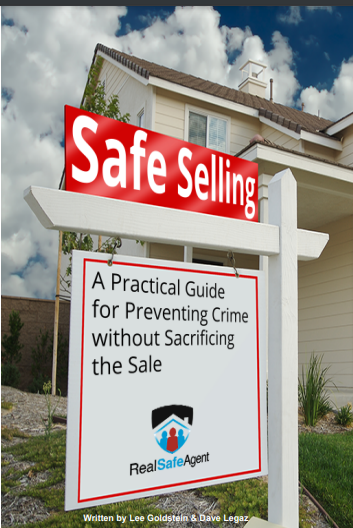 Safe Selling
A Practical Guide
for Preventing Crime
without Sacrificing
the Sale
RealSafeAgent
Written by Lee Goldstein & Dave Legaz